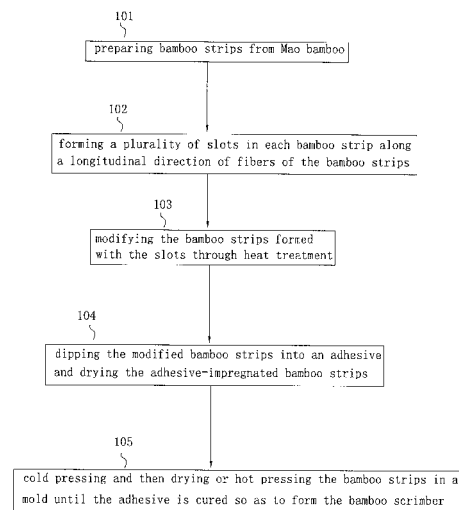 101
preparing bamboo strips from Mao bamboo
102
forming a plurality of slots in each bamboo strip along
a longitudinal direction of fibers of the bamboo strips
103
modifying the bamboo strips formed
with the slots through heat treatment
104
dipping the modified bamboo strips into an adhesive
and drying the adhesive-impregnated bamboo strips
105
cold pressing and then drying or hot pressing the bamboo strips in a
mold until the adhesive is cured so as to form the bamboo scrimber